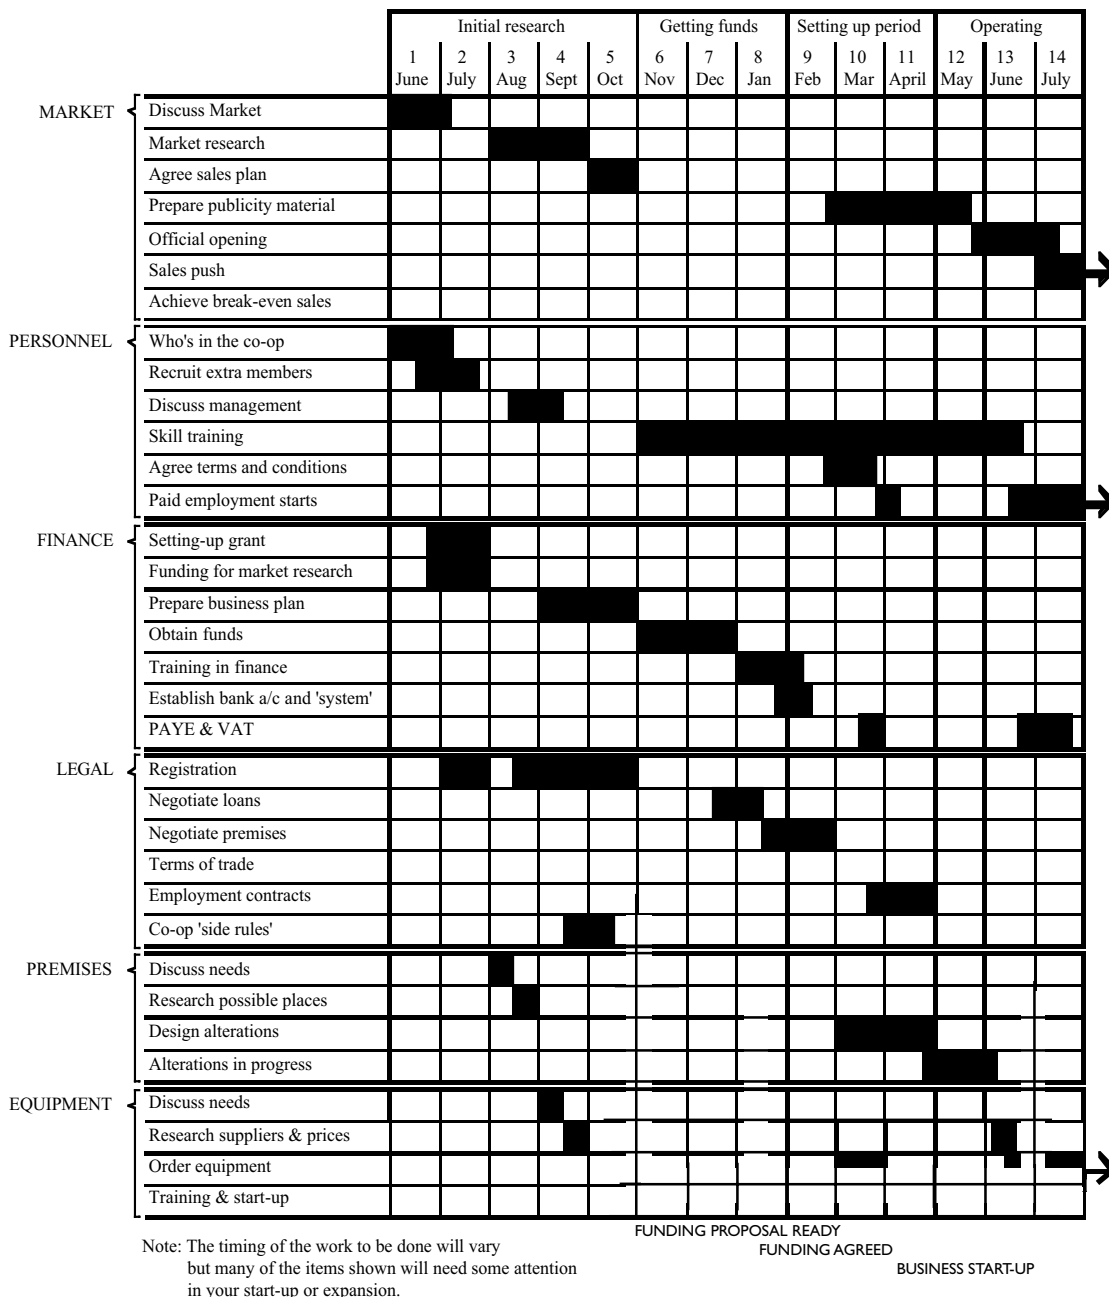 Initial research Getting funds Setting up period Operating
1 2 3 4 5 6 7 8 9 10 11 12 13 14
June July Aug Sept Oct Nov Dec Jan Feb Mar April May June July
MARKET Discuss Market
Market research
Agree sales plan
Prepare publicity material
Official opening
Sales push
Achieve break-even sales
PERSONNEL Who's in the co-op
Recruit extra members
Discuss management
Skill training
Agree terms and conditions
Paid employment starts
FINANCE Setting-up grant
Funding for market research
Prepare business plan
Obtain funds
Training in finance
Establish bank a/c and 'system'
PAYE & VAT
LEGAL Registration
Negotiate loans
Negotiate premises
Terms of trade
Employment contracts
Co-op 'side rules'
PREMISES Discuss needs
Research possible places
Design alterations
Alterations in progress
EQUIPMENT Discuss needs
Research suppliers & prices
Order equipment
Training & start-up
FUNDING PROPOSAL READY
FUNDING AGREED
BUSINESS START-UP
Note: The timing of the work to be done will vary
but many of the items shown will need some attention
in your start-up or expansion.